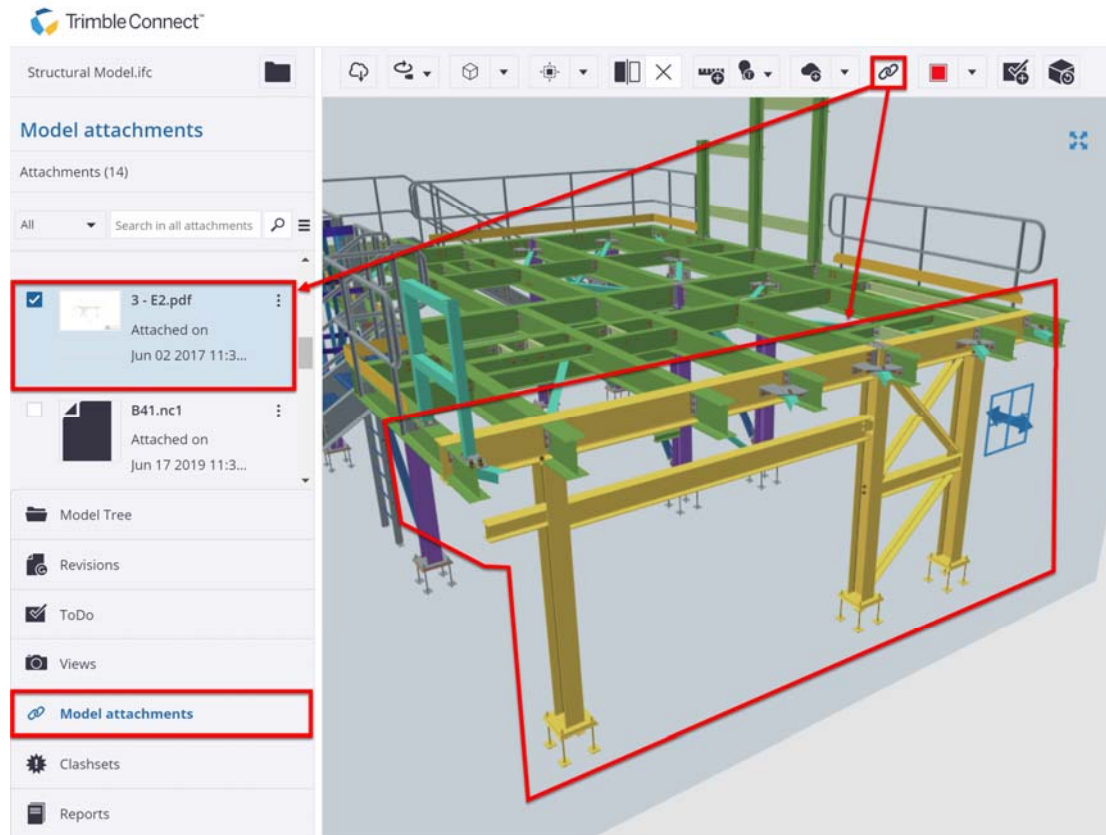 Trimble Connect™
Structural Model.ifc
Model attachments
Attachments (14)
All
Search in all attachments
3 - E2.pdf
Attached on
Jun 02 2017 11:3...
B41.nc1
Attached on
Jun 17 2019 11:3...
Model Tree
Revisions
ToDo
Views
Model attachments
Clashsets
Reports